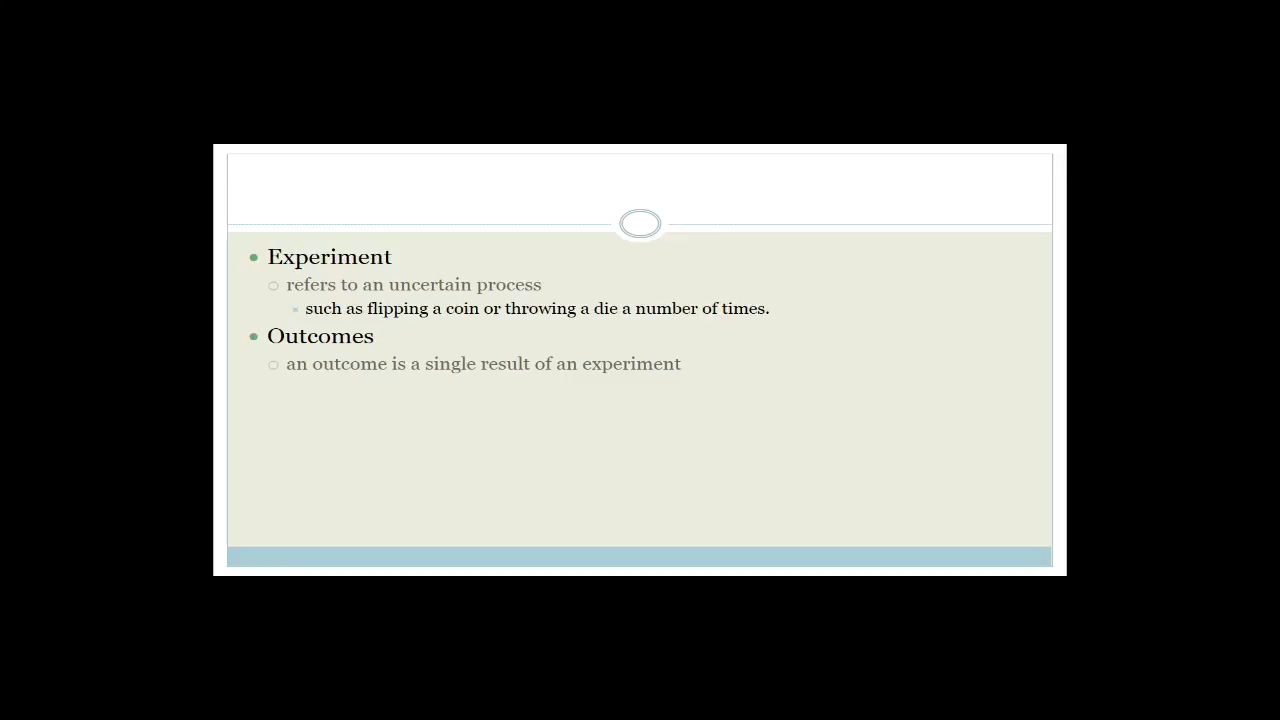 Experiment
refers to an uncertain process
such as flipping a coin or throwing a die a number of times.
Outcomes
an outcome is a single result of an experiment